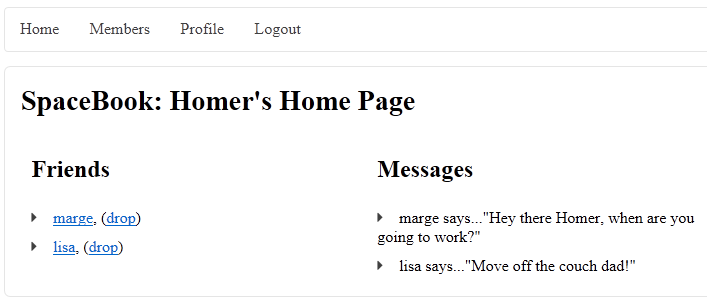 Home Members Profile Logout
SpaceBook: Homer's Home Page
Friends
marge, (drop)
lisa, (drop)
Messages
marge says..."Hey there Homer, when are you
going to work?"
lisa says..."Move off the couch dad!"